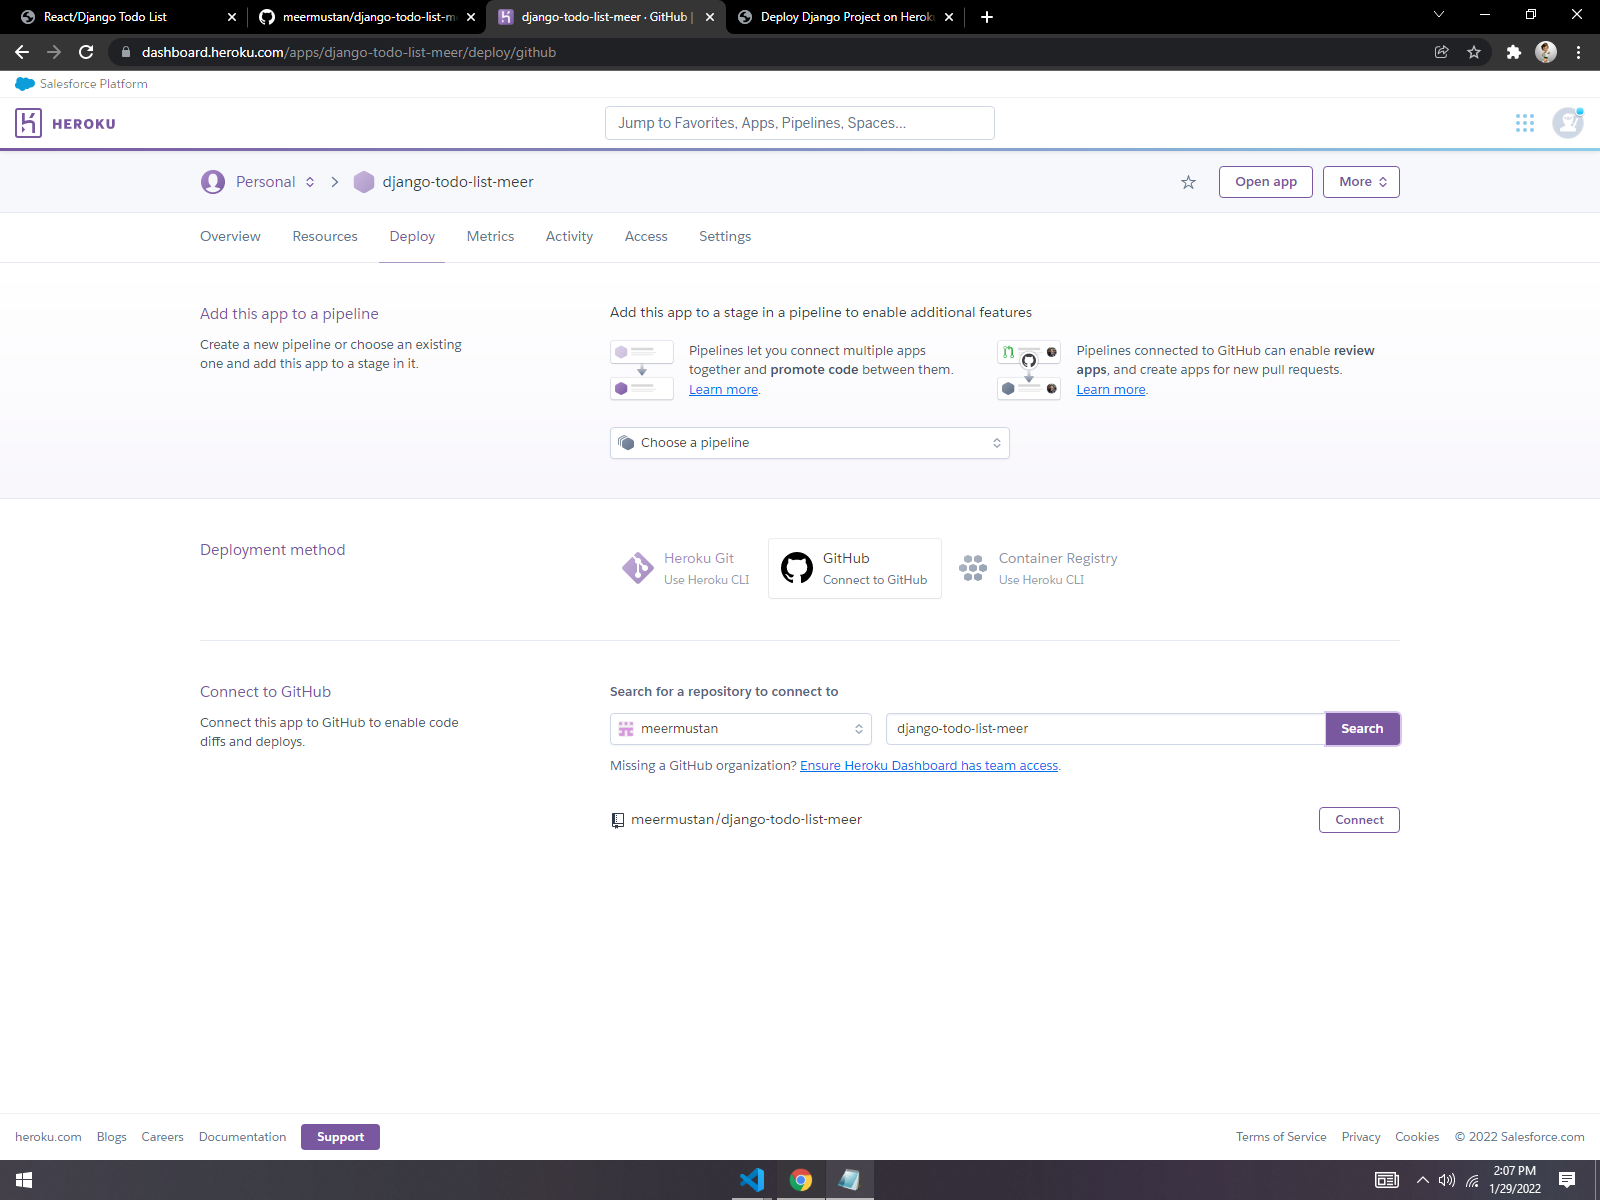 React/Django Todo List
meermustan/django-todo-list-m
django-todo-list-meer · GitHub |
Deploy Django Project on Herok
dashboard.heroku.com/apps/django-todo-list-meer/deploy/github
Salesforce Platform
HEROKU
Jump to Favorites, Apps, Pipelines, Spaces...
Personal
django-todo-list-meer
Open app
More
Overview
Resources
Deploy
Metrics
Activity
Access
Settings
Add this app to a pipeline
Create a new pipeline or choose an existing
one and add this app to a stage in it.
Add this app to a stage in a pipeline to enable additional features
Pipelines let you connect multiple apps
together and promote code between them.
Learn more.
Pipelines connected to GitHub can enable review
apps, and create apps for new pull requests.
Learn more.
Choose a pipeline
Deployment method
Heroku Git
Use Heroku CLI
GitHub
Connect to GitHub
Container Registry
Use Heroku CLI
Connect to GitHub
Connect this app to GitHub to enable code
diffs and deploys.
Search for a repository to connect to
meermustan
django-todo-list-meer
Search
Missing a GitHub organization? Ensure Heroku Dashboard has team access.
meermustan/django-todo-list-meer
Connect
heroku.com
Blogs
Careers
Documentation
Support
Terms of Service
Privacy
Cookies
© 2022 Salesforce.com
2:07 PM
1/29/2022